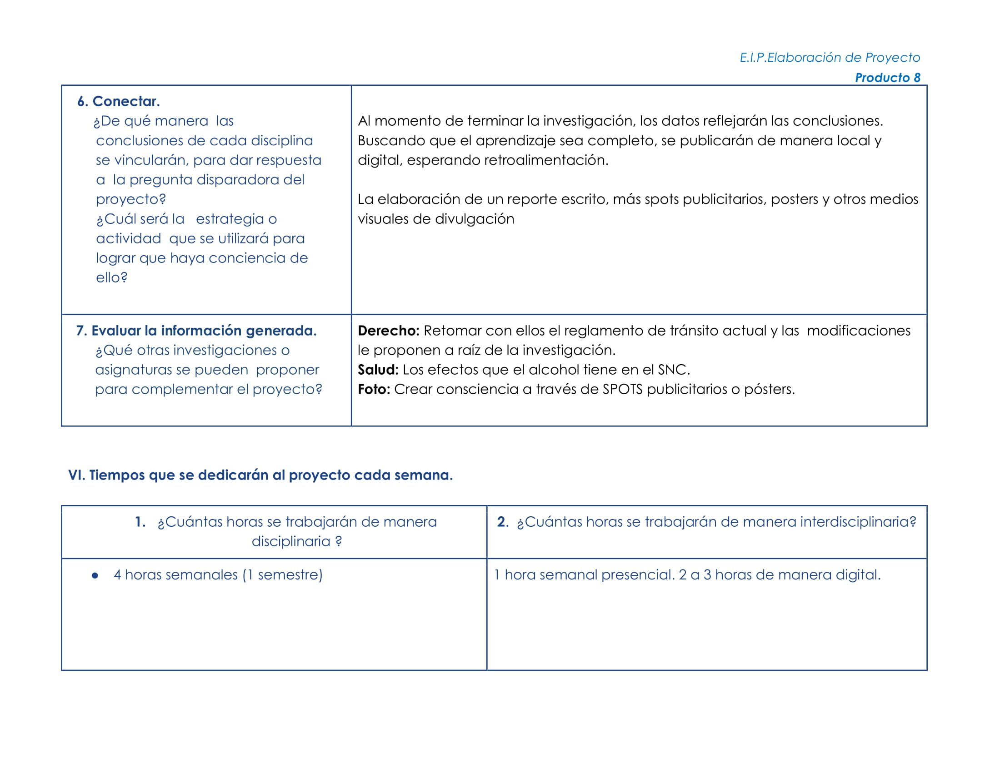 E.I.P.Elaboración de Proyecto
Producto 8
6. Conectar.
¿De qué manera  las
conclusiones de cada disciplina
se vincularán, para dar respuesta
a  la pregunta disparadora del
proyecto?
¿Cuál será la   estrategia o
actividad  que se utilizará para
lograr que haya conciencia de
ello?
Al momento de terminar la investigación, los datos reflejarán las conclusiones.
Buscando que el aprendizaje sea completo, se publicarán de manera local y
digital, esperando retroalimentación.
La elaboración de un reporte escrito, más spots publicitarios, posters y otros medios
visuales de divulgación
7. Evaluar la información generada.
¿Qué otras investigaciones o
asignaturas se pueden  proponer
para complementar el proyecto?
Derecho: Retomar con ellos el reglamento de tránsito actual y las  modificaciones
le proponen a raíz de la investigación.
Salud: Los efectos que el alcohol tiene en el SNC.
Foto: Crear consciencia a través de SPOTS publicitarios o pósters.
VI. Tiempos que se dedicarán al proyecto cada semana.
1.   ¿Cuántas horas se trabajarán de manera
disciplinaria ?
2.  ¿Cuántas horas se trabajarán de manera interdisciplinaria?
●   4 horas semanales (1 semestre)
1 hora semanal presencial. 2 a 3 horas de manera digital.